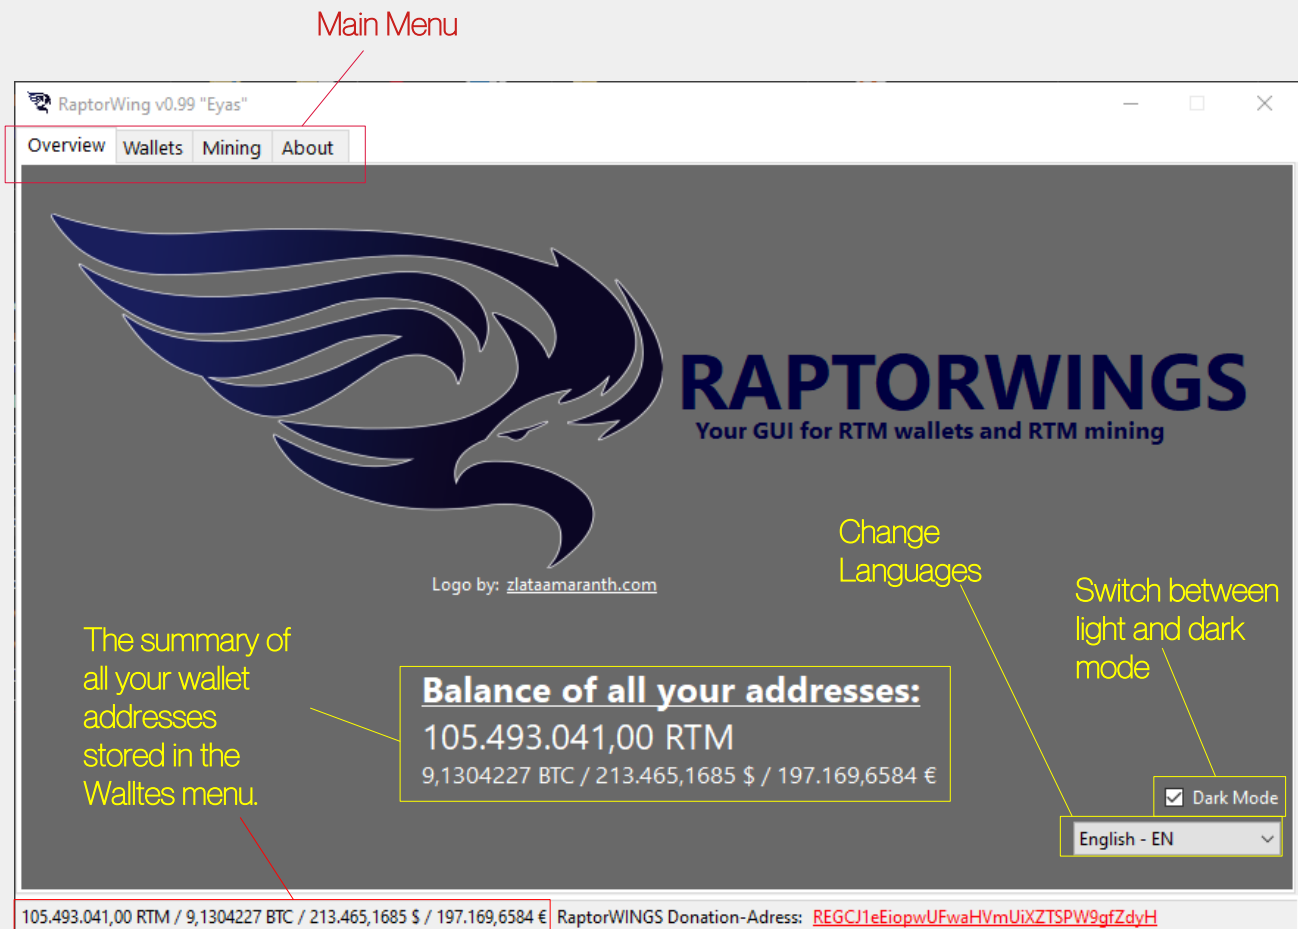 Main Menu
RaptorWing v0.99 "Eyas"
Overview Wallets Mining About
RAPTORWINGS
Your GUI for RTM wallets and RTM mining
Logo by: zlataamaranth.com
Change
Languages
Switch between
light and dark
mode
The summary of
all your wallet
addresses
stored in the
Walltes menu.
Balance of all your addresses:
105.493.041,00 RTM
9,1304227 BTC / 213.465,1685 $ / 197.169,6584 €
Dark Mode
English - EN
105.493.041,00 RTM / 9,1304227 BTC / 213.465,1685 $ / 197.169,6584 € RaptorWINGS Donation-Adress: REGCJ1eEiopwUFwaHVmUiXZTSPW9gfZdyH